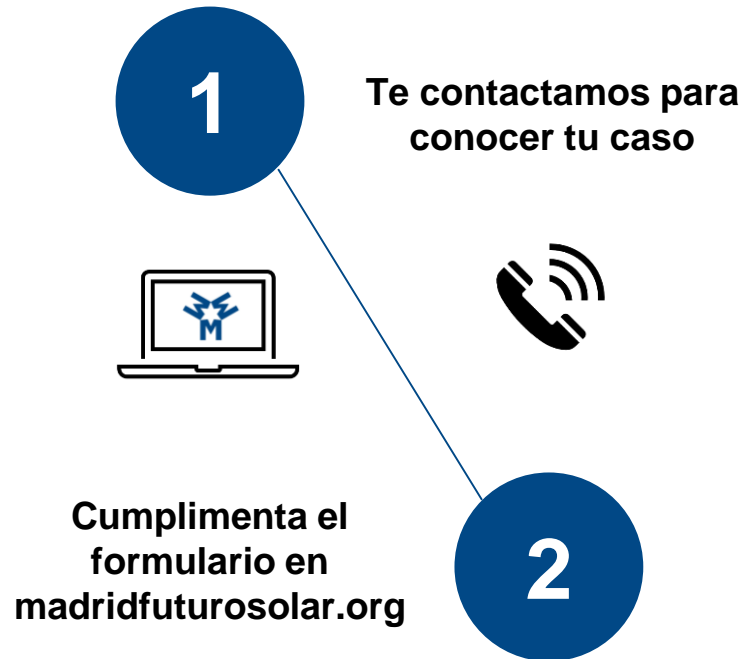 1
Cumplimenta el
formulario en
madridfuturosolar.org
Te contactamos para
conocer tu caso
2